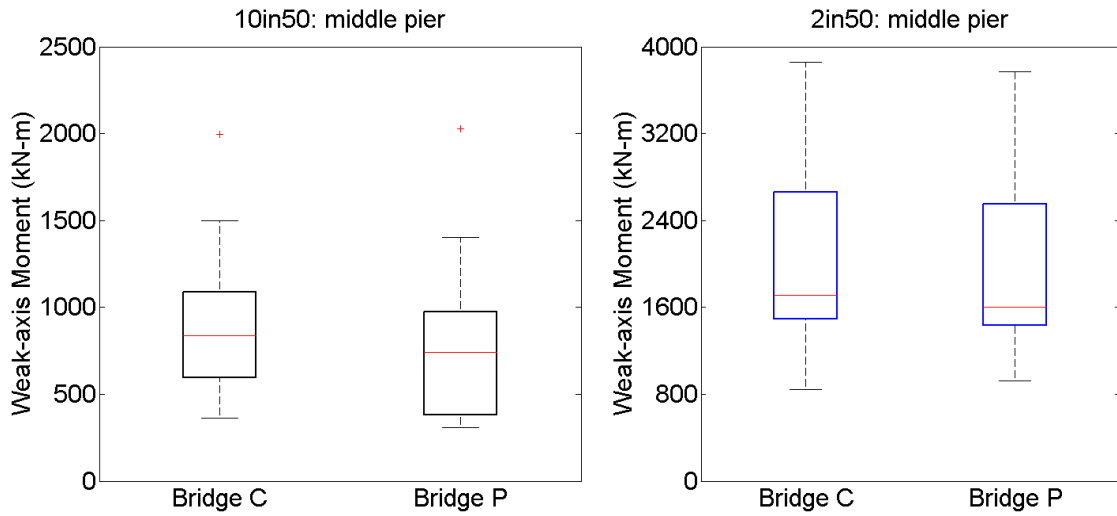 10in50: middle pier
Weak-axis Moment (kN-m)
2500
2000
1500
1000
500
0
Bridge C
Bridge P
2in50: middle pier
Weak-axis Moment (kN-m)
4000
3200
2400
1600
800
0
Bridge C
Bridge P